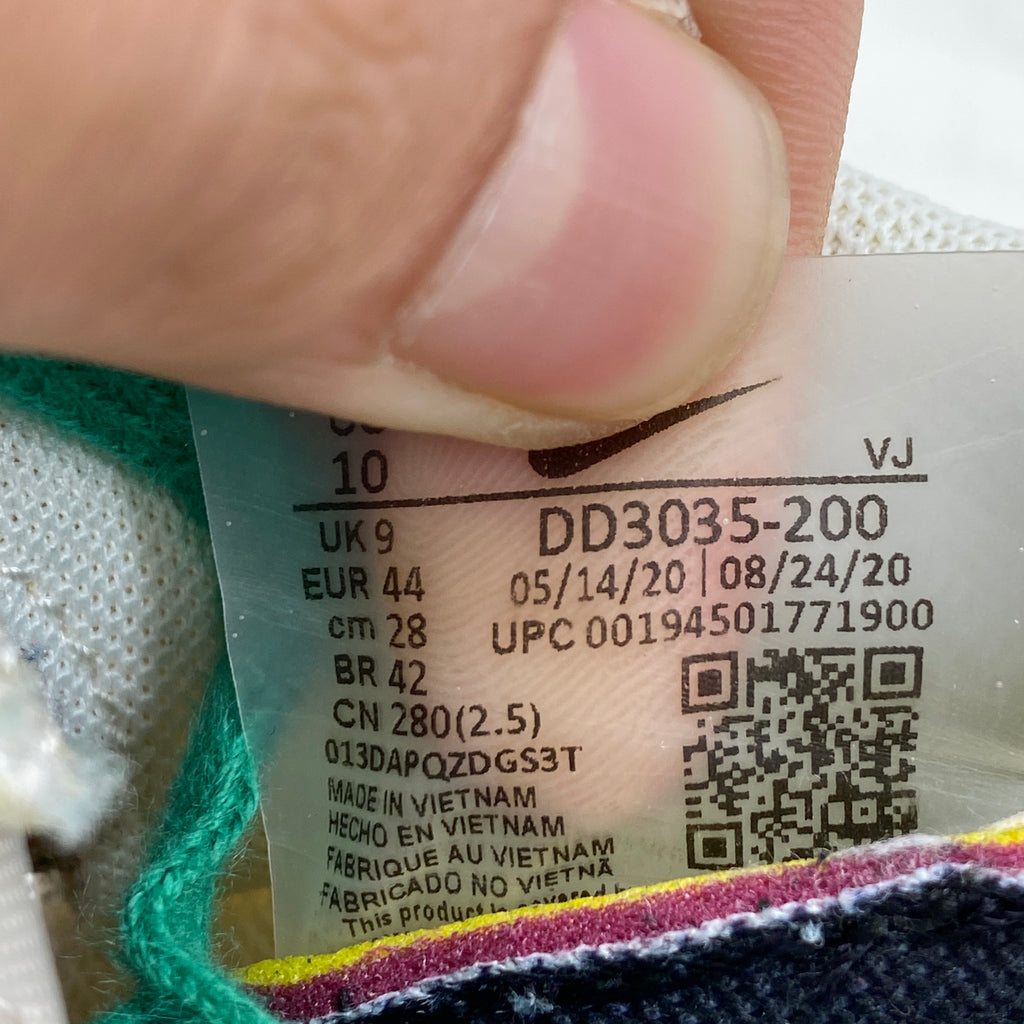 10
VJ
UK 9
DD3035-200
EUR 44
05/14/20 | 08/24/20
cm 28
UPC 00194501771900
BR 42
CN 280(2.5)
013DAPQZDGS3T
MADE IN VIETNAM
HECHO EN VIETNAM
FABRIQUE AU VIETNAM
FABRICADO NO VIETNÃ
This product is covered